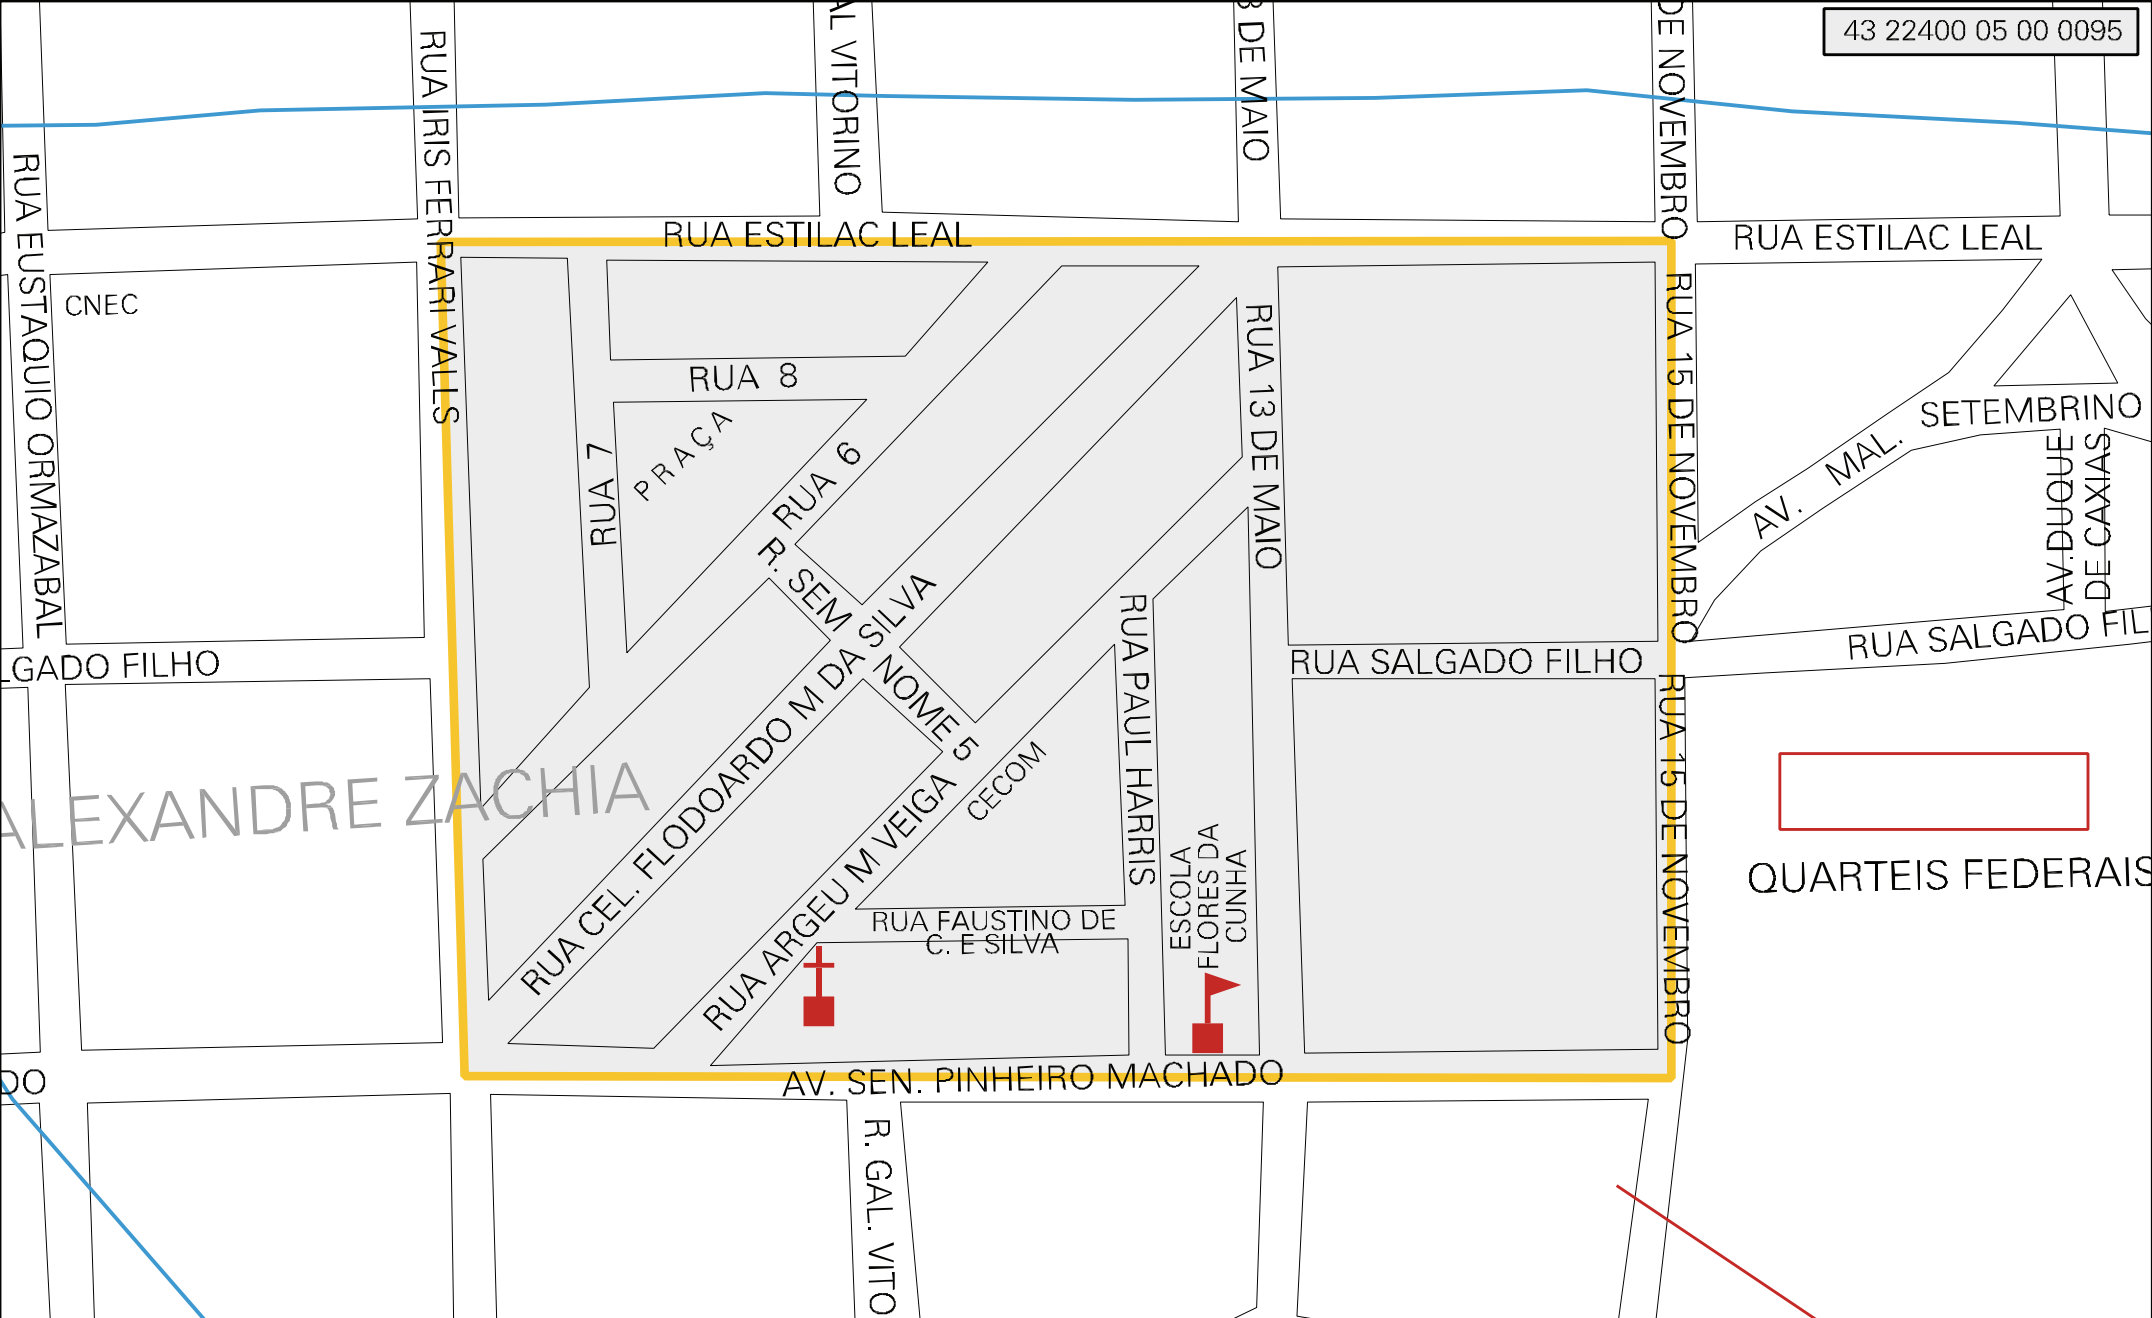 43 22400 05 00 0095
RUA IRIS FERRARI VALLS
AL VITORINO
DE MAIO
DE NOVEMBRO
RUA EUSTAQUIO ORMAZABAL
RUA ESTILAC LEAL
RUA ESTILAC LEAL
CNEC
RUA 8
PRAÇA
RUA 7
RUA 6
RUA 13 DE MAIO
RUA 15 DE NOVEMBRO
SETEMBRINO
AV. MAL.
AV.DUQUE
DE CAXIAS
R. SEM NOME 5
RUA CEL. FLODOARDO M DA SILVA
RUA PAUL HARRIS
LGADO FILHO
RUA SALGADO FILHO
RUA SALGADO FIL
RUA 15 DE NOVEMBRO
ALEXANDRE ZACHIA
CECOM
RUA ARGEU M VEIGA
QUARTEIS FEDERAIS
ESCOLA
FLORES DA
CUNHA
RUA FAUSTINO DE
C. E SILVA
DO
AV. SEN. PINHEIRO MACHADO
R. GAL. VITO